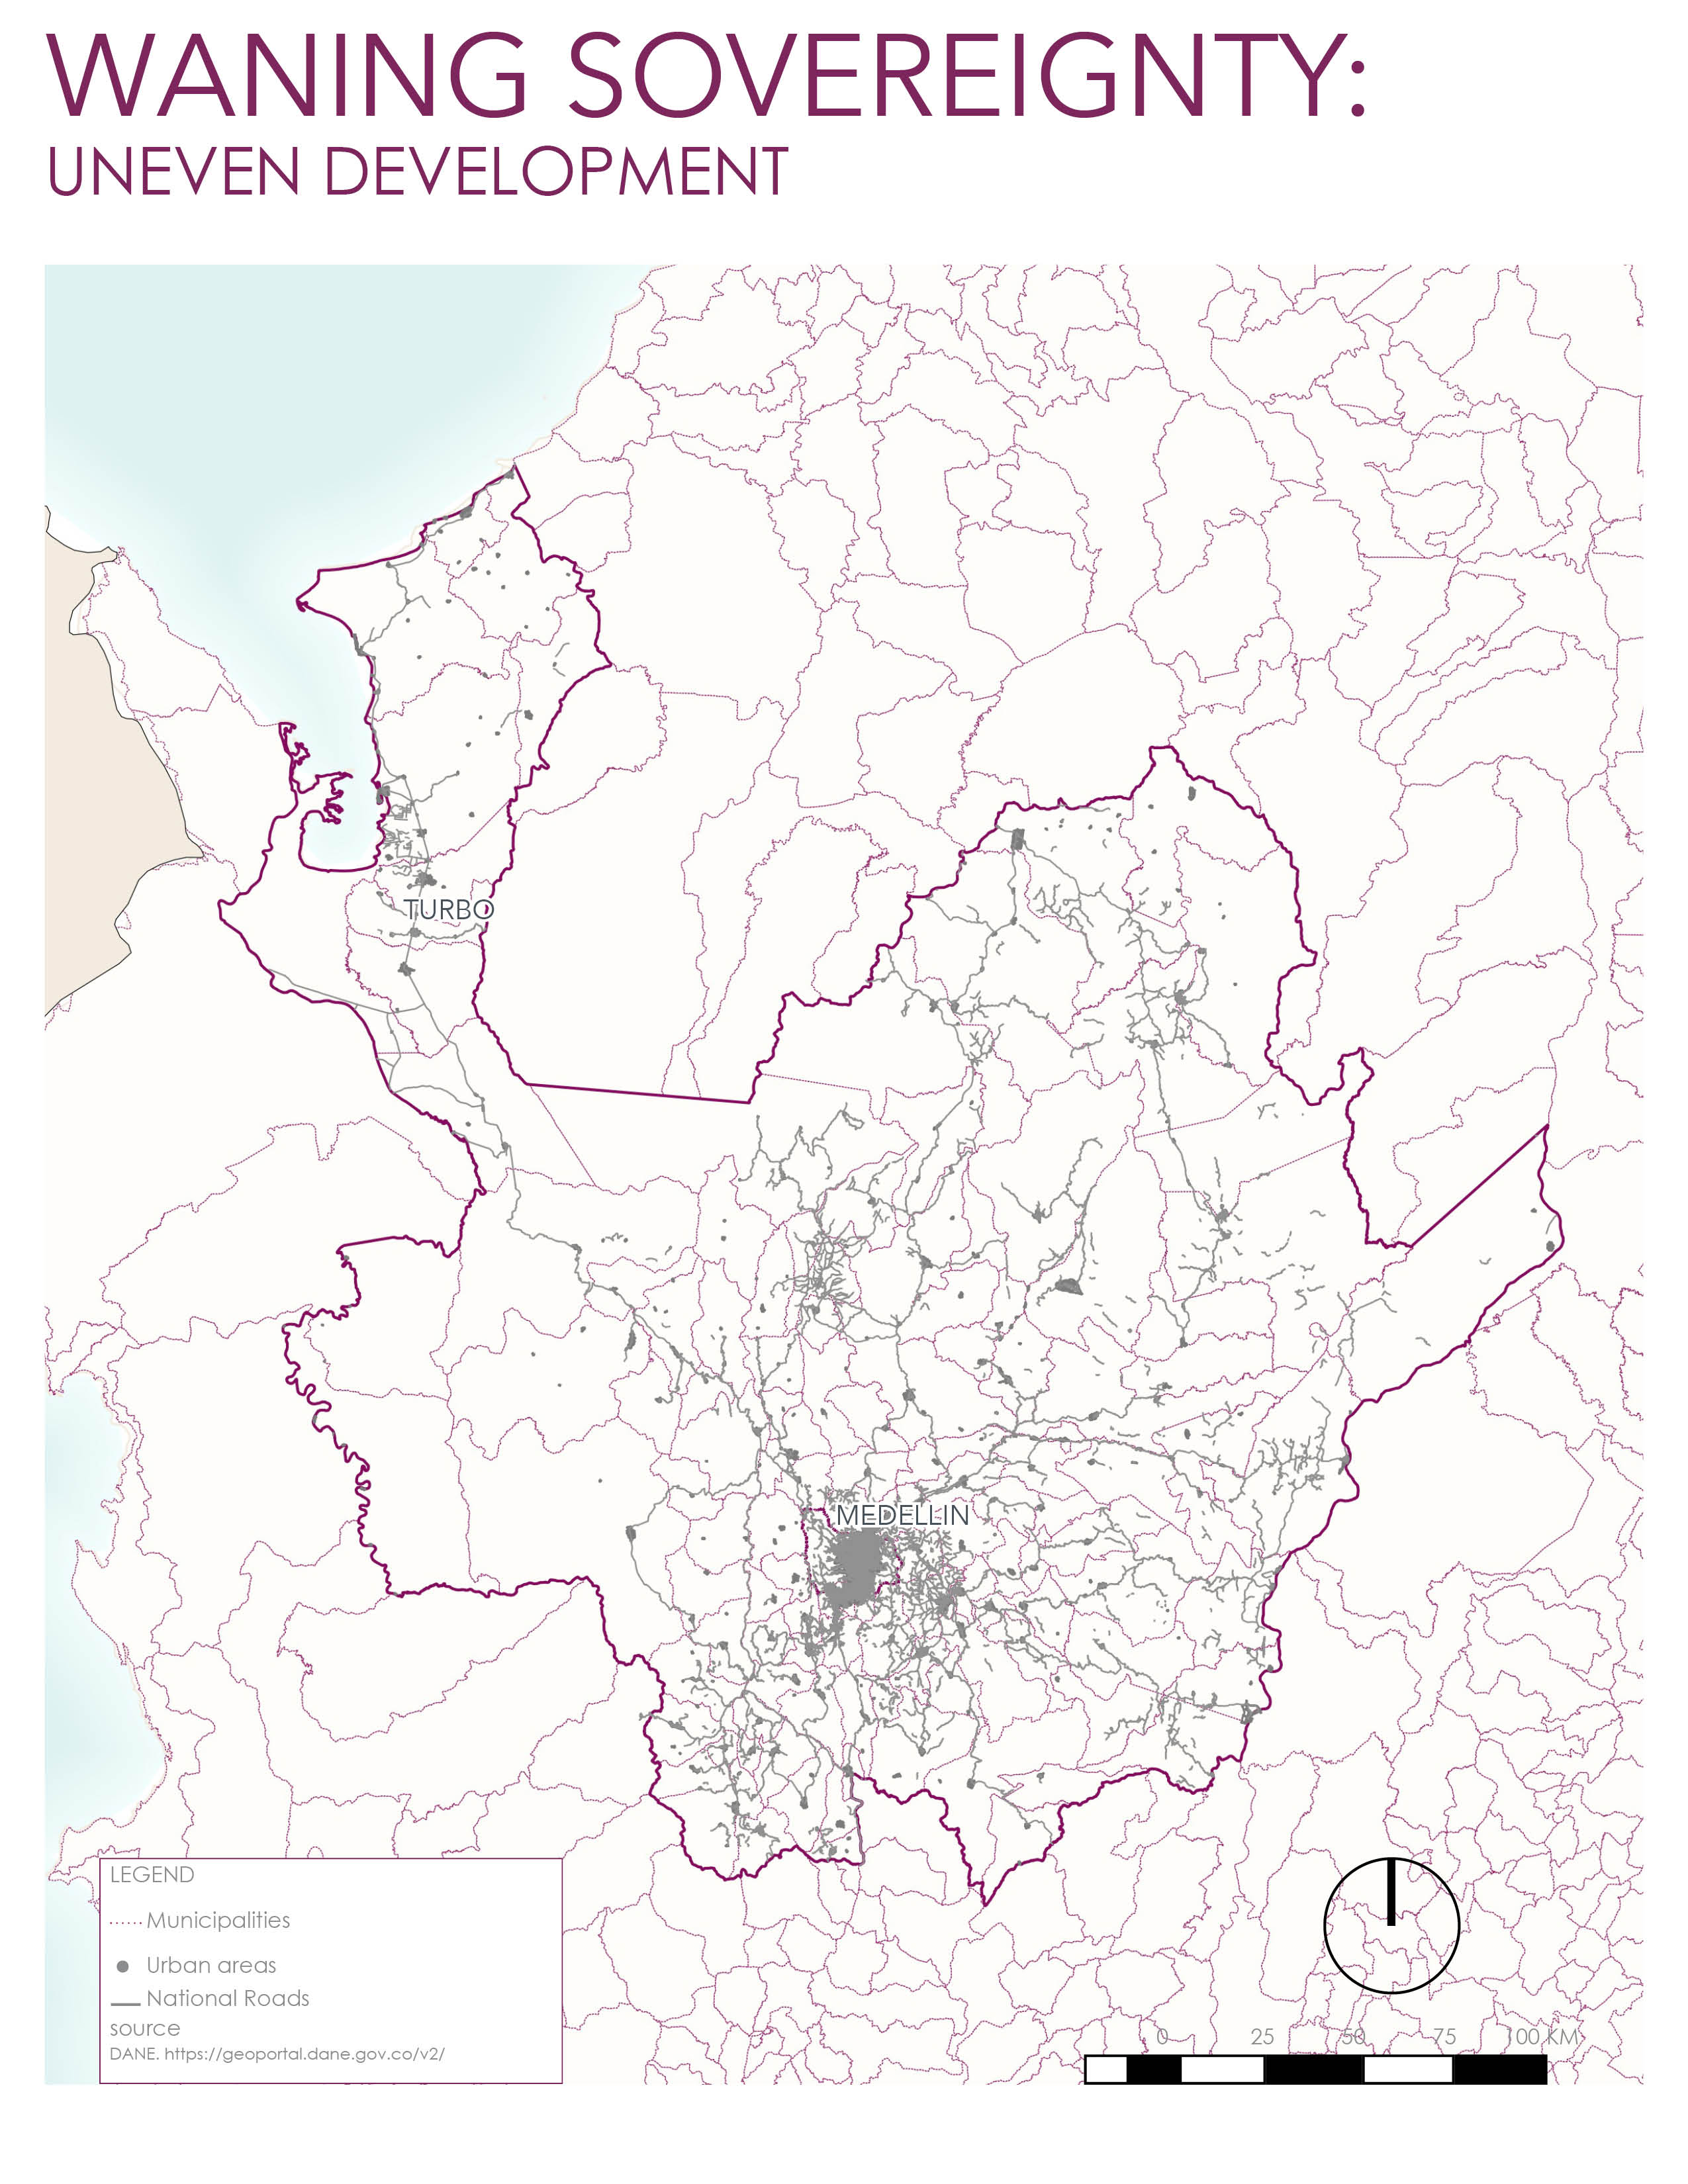 WANING SOVEREIGNTY:
UNEVEN DEVELOPMENT
TURBO
MEDELLIN
LEGEND
Municipalities
Urban areas
National Roads
source
DANE. https://geoportal.dane.gov.co/v2/
0 25 50 75 100 KM